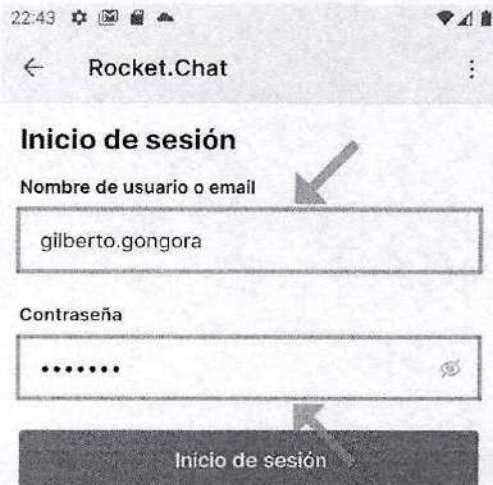 22:43
Rocket.Chat
Inicio de sesión
Nombre de usuario o email
gilberto.gongora
Contraseña
•••••••
Inicio de sesión